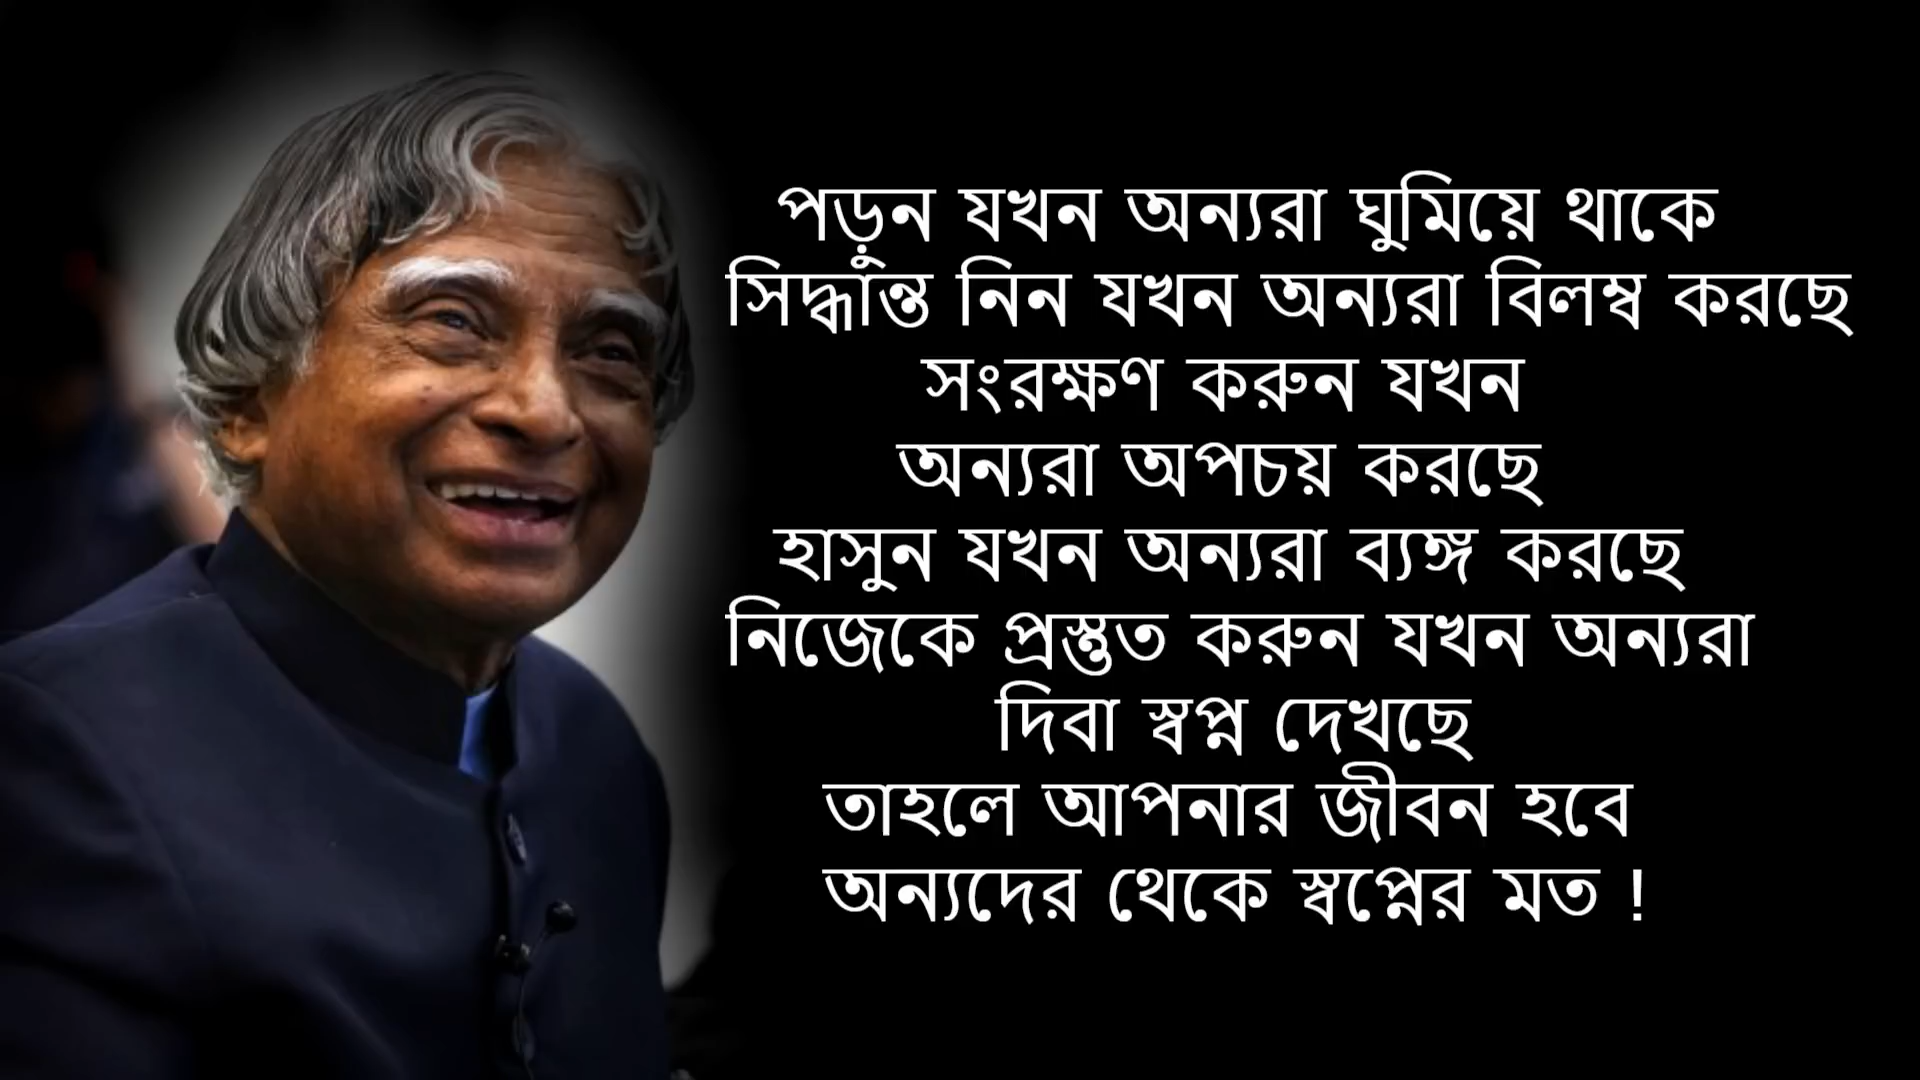 পড়ুন যখন অন্যরা ঘুমিয়ে থাকে
সিদ্ধান্ত নিন যখন অন্যরা বিলম্ব করছে
সংরক্ষণ করুন যখন
অন্যরা অপচয় করছে
হাসুন যখন অন্যরা ব্যঙ্গ করছে
নিজেকে প্রস্তুত করুন যখন অন্যরা
দিবা স্বপ্ন দেখছে
তাহলে আপনার জীবন হবে
অন্যদের থেকে স্বপ্নের মত !